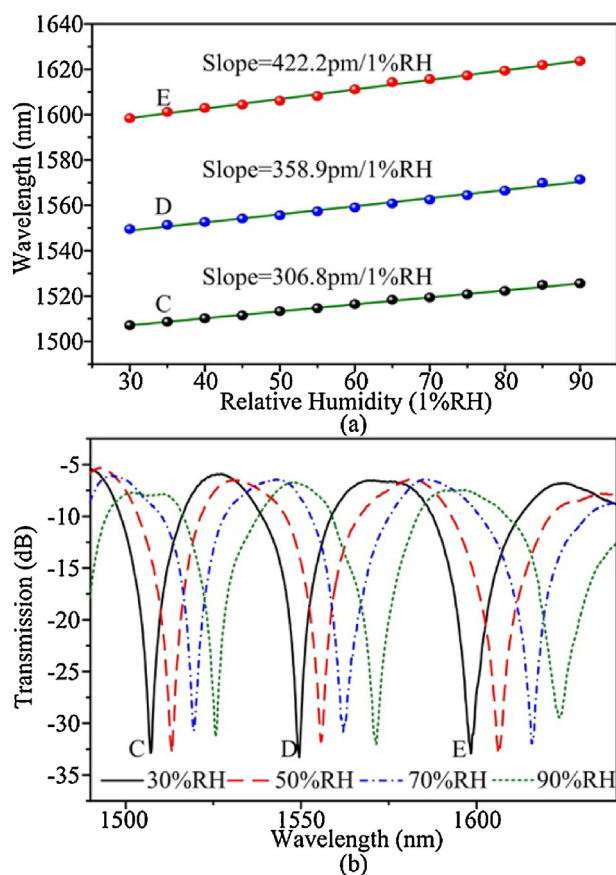 1640
1620
1600
1580
1560
1540
1520
1500
Wavelength (nm)
Slope=422.2pm/1%RH
E
Slope=358.9pm/1%RH
D
Slope=306.8pm/1%RH
C
30 40 50 60 70 80 90
Relative Humidity (1%RH)
(a)
-5
-10
-15
-20
-25
-30
-35
Transmission (dB)
C D E
30%RH 50%RH 70%RH 90%RH
1500 1550 1600
Wavelength (nm)
(b)